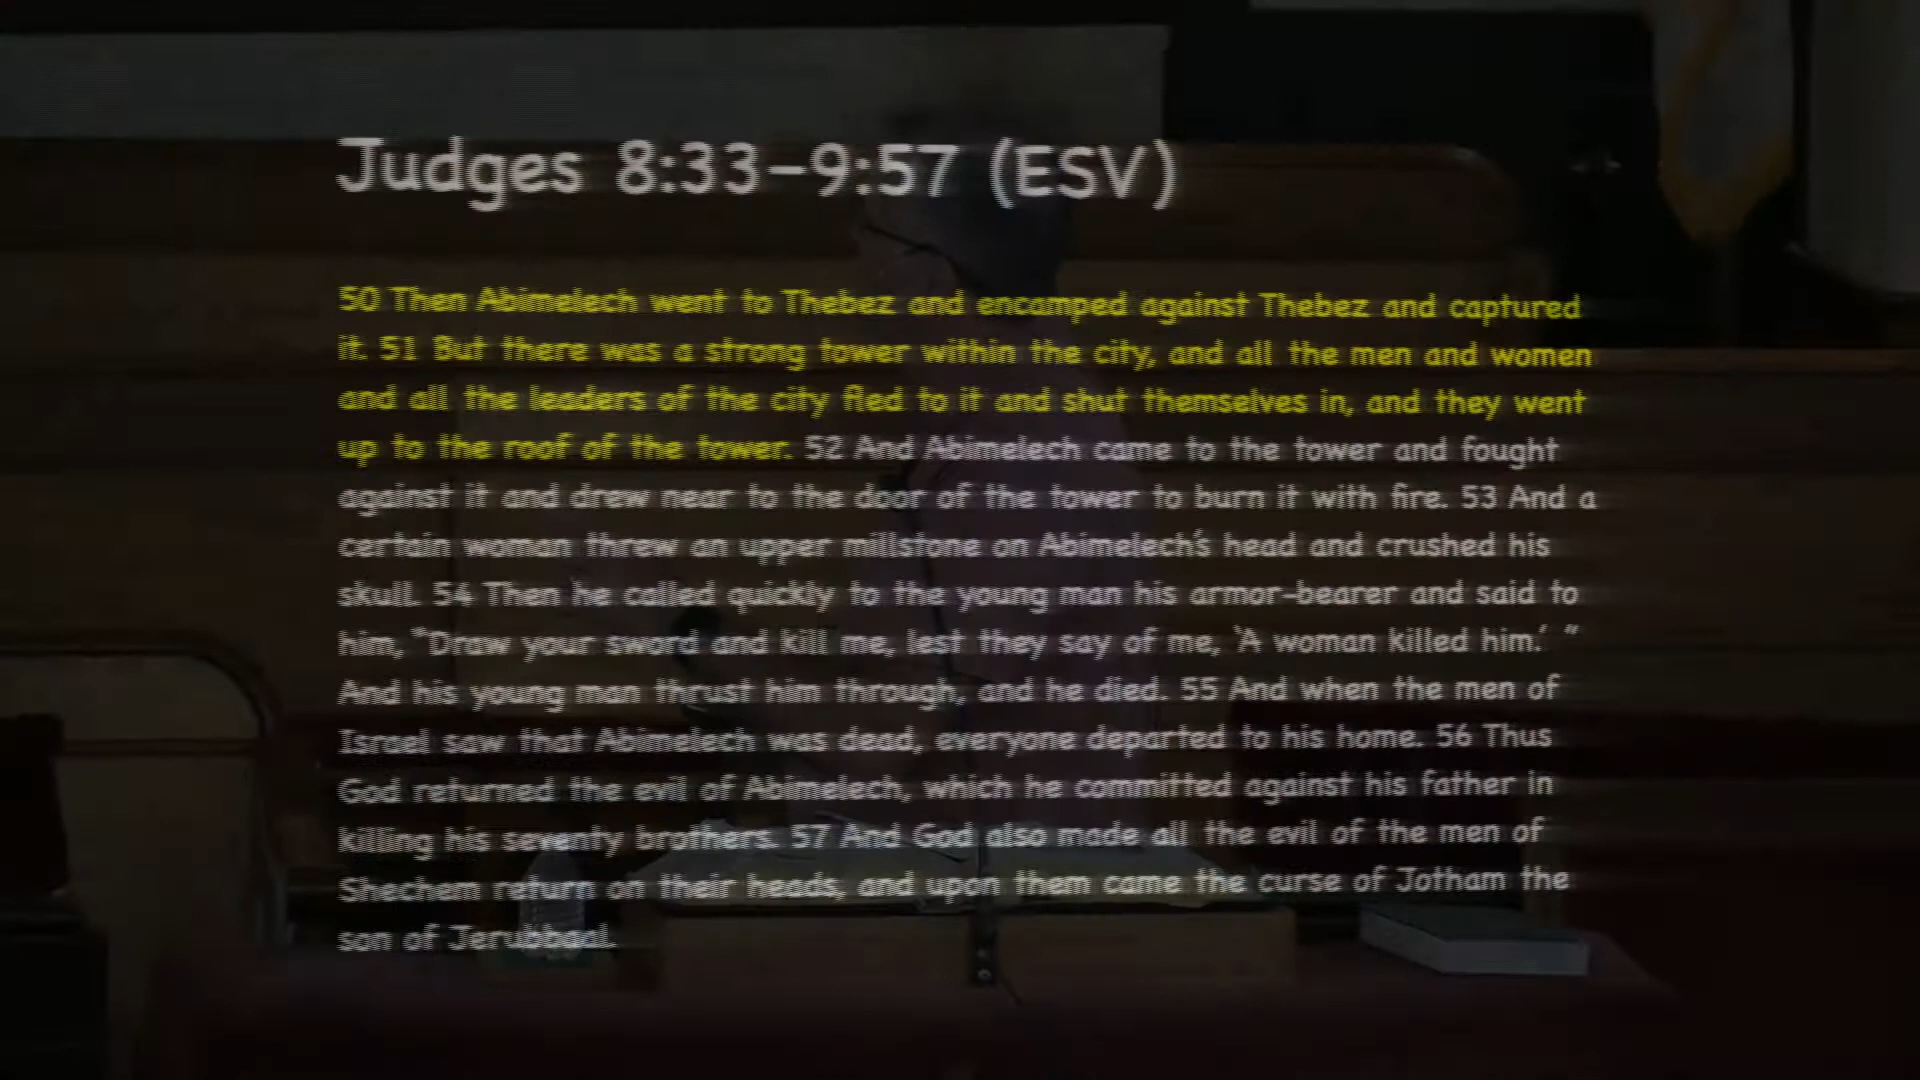 Judges 8:33–9:57 (ESV)
50 Then Abimelech went to Thebez and encamped against Thebez and captured
it. 51 But there was a strong tower within the city, and all the men and women
and all the leaders of the city fled to it and shut themselves in, and they went
up to the roof of the tower. 52 And Abimelech came to the tower and fought
against it and drew near to the door of the tower to burn it with fire. 53 And a
certain woman threw an upper millstone on Abimelech's head and crushed his
skull. 54 Then he called quickly to the young man his armor-bearer and said to
him, “Draw your sword and kill me, lest they say of me, ‘A woman killed him.’ ”
And his young man thrust him through, and he died. 55 And when the men of
Israel saw that Abimelech was dead, everyone departed to his home. 56 Thus
God returned the evil of Abimelech, which he committed against his father in
killing his seventy brothers. 57 And God also made all the evil of the men of
Shechem return on their heads, and upon them came the curse of Jotham the
son of Jerubbaal.